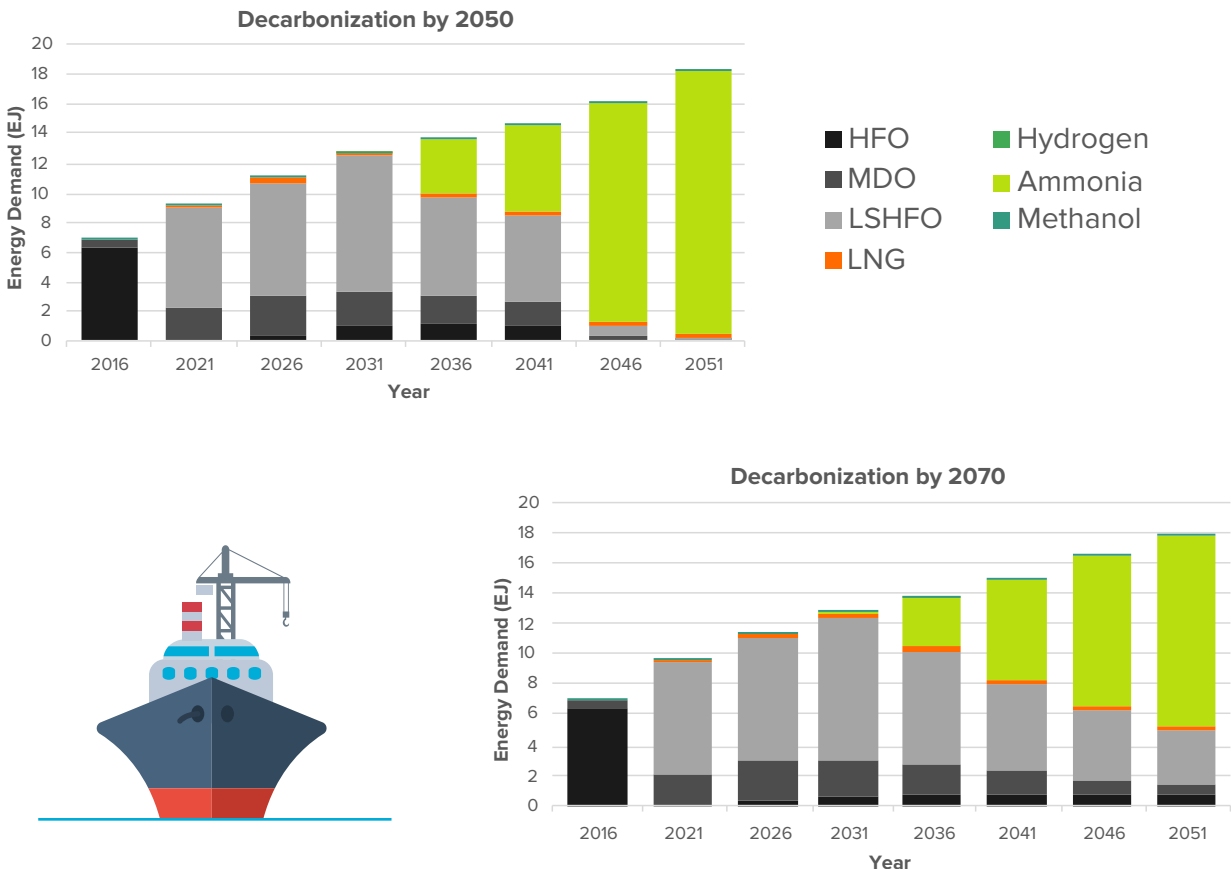 Decarbonization by 2050
Energy Demand (EJ)
20
18
16
14
12
10
8
6
4
2
0
2016 2021 2026 2031 2036 2041 2046 2051
Year
HFO Hydrogen
MDO Ammonia
LSHFO Methanol
LNG
Decarbonization by 2070
Energy Demand (EJ)
20
18
16
14
12
10
8
6
4
2
0
2016 2021 2026 2031 2036 2041 2046 2051
Year